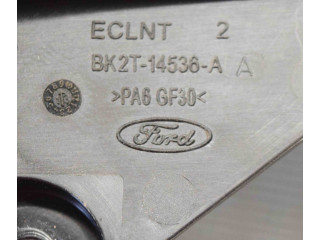 ECLNT 2
BK2T-14536-A A
>PA6 GF30<
Ford